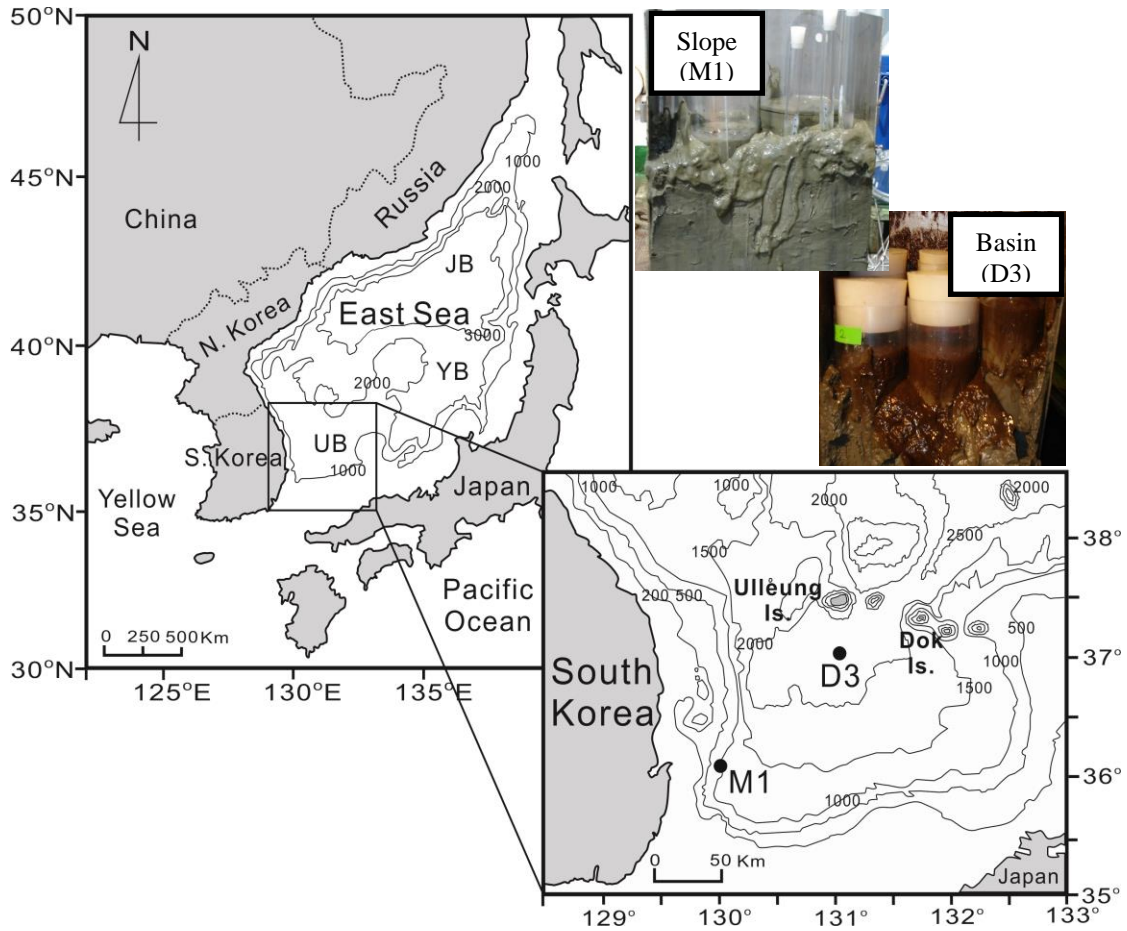 50°N
N
45°N
40°N
35°N
30°N
125°E
130°E
135°E
China
Russia
N. Korea
S. Korea
Yellow
Sea
Japan
Pacific
Ocean
East Sea
JB
YB
UB
1000
2000
3000
2000
1000
0 250 500 Km
Slope
(M1)
Basin
(D3)
2
1000
1000
2000
2000
1500
2500
200
500
Ulleung
Is.
2000
Dok
Is.
500
1000
1500
D3
South
Korea
M1
1000
0 50 Km
Japan
38°
37°
36°
35°
129°
130°
131°
132°
133°